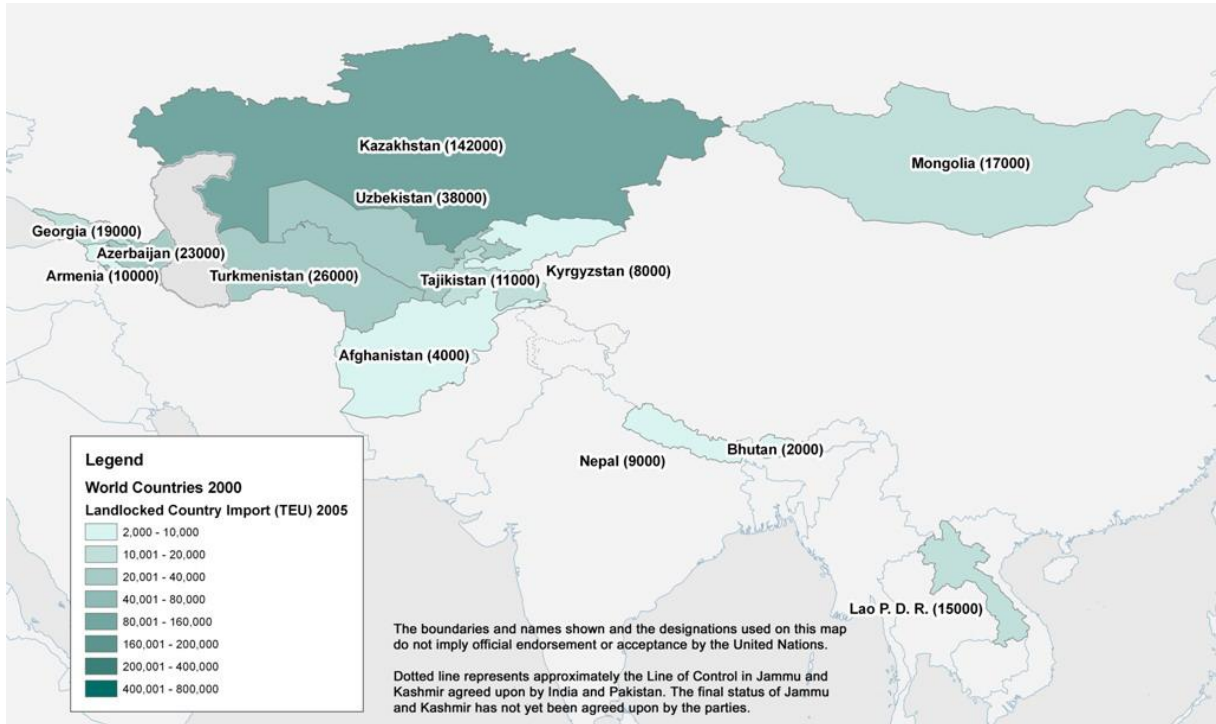 Kazakhstan (142000)
Mongolia (17000)
Uzbekistan (38000)
Georgia (19000)
Azerbaijan (23000)
Armenia (10000)
Turkmenistan (26000)
Tajikistan (11000)
Kyrgyzstan (8000)
Afghanistan (4000)
Nepal (9000)
Bhutan (2000)
Lao P. D. R. (15000)
Legend
World Countries 2000
Landlocked Country Import (TEU) 2005
2,000 - 10,000
10,001 - 20,000
20,001 - 40,000
40,001 - 80,000
80,001 - 160,000
160,001 - 200,000
200,001 - 400,000
400,001 - 800,000
The boundaries and names shown and the designations used on this map
do not imply official endorsement or acceptance by the United Nations.
Dotted line represents approximately the Line of Control in Jammu and
Kashmir agreed upon by India and Pakistan. The final status of Jammu
and Kashmir has not yet been agreed upon by the parties.